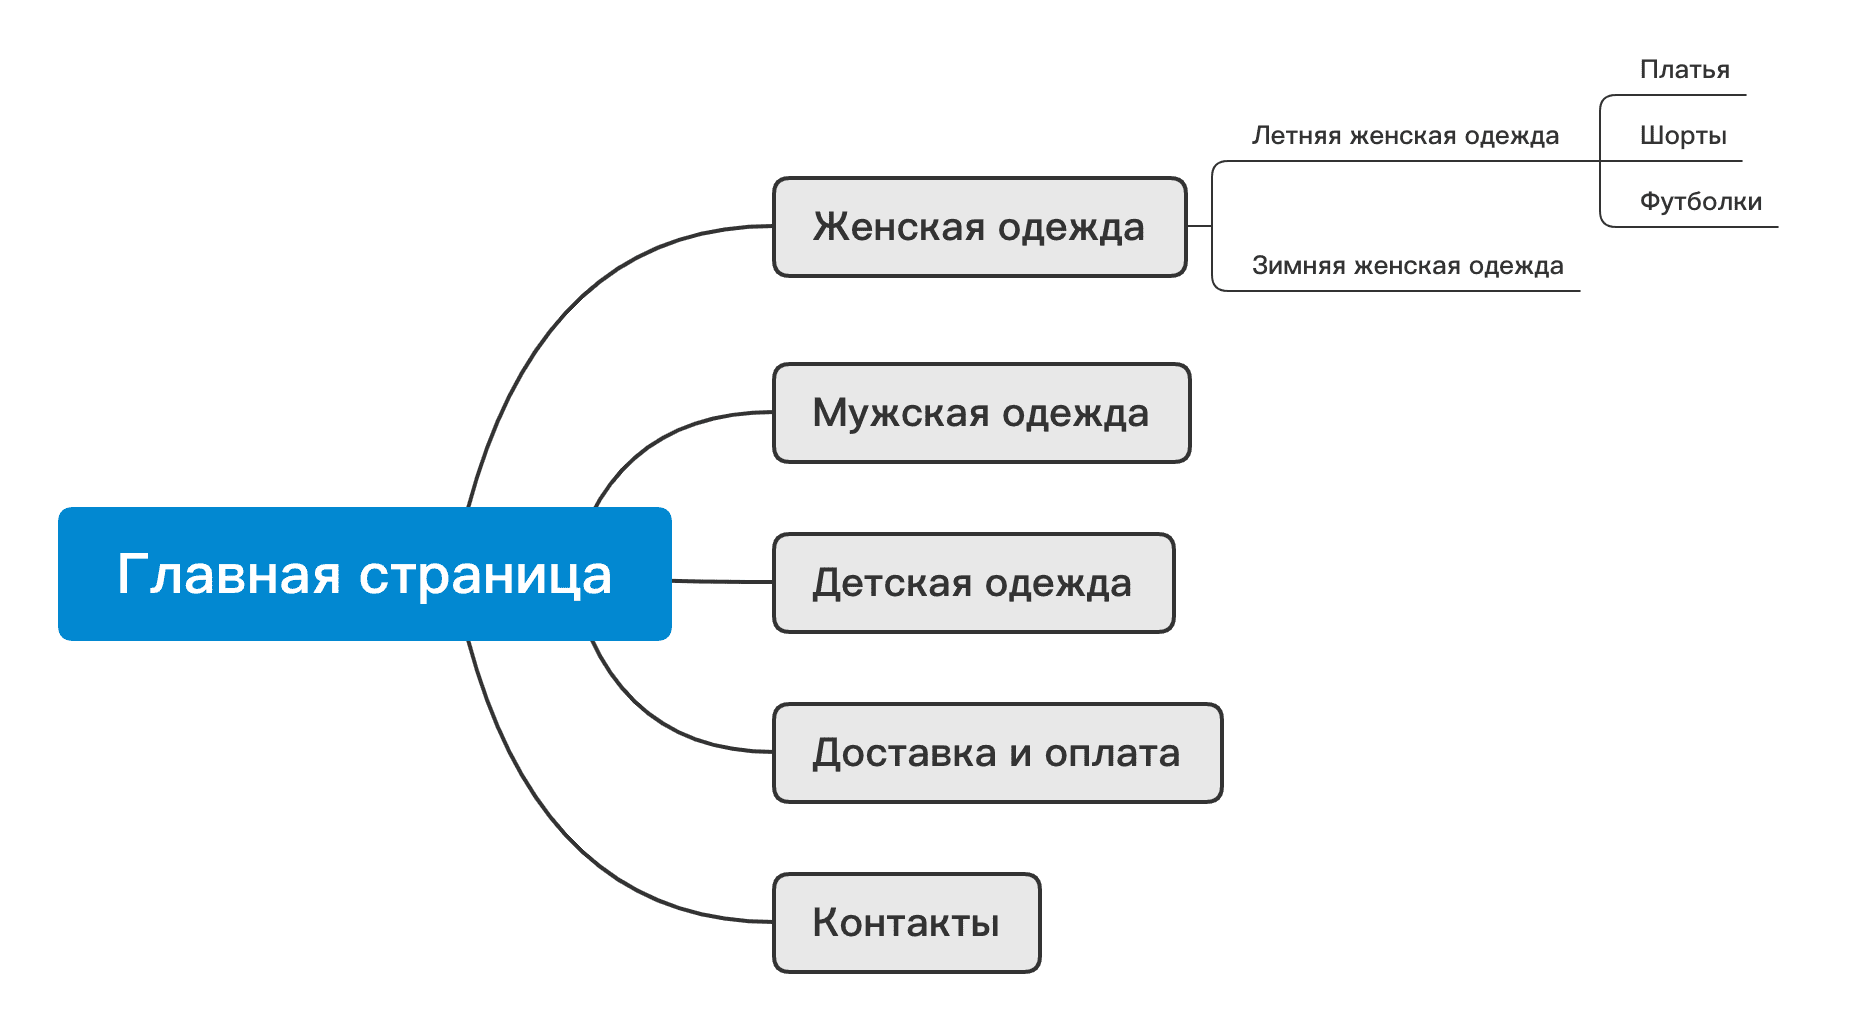 Главная страница
Женская одежда
Летняя женская одежда
Платья
Шорты
Футболки
Зимняя женская одежда
Мужская одежда
Детская одежда
Доставка и оплата
Контакты